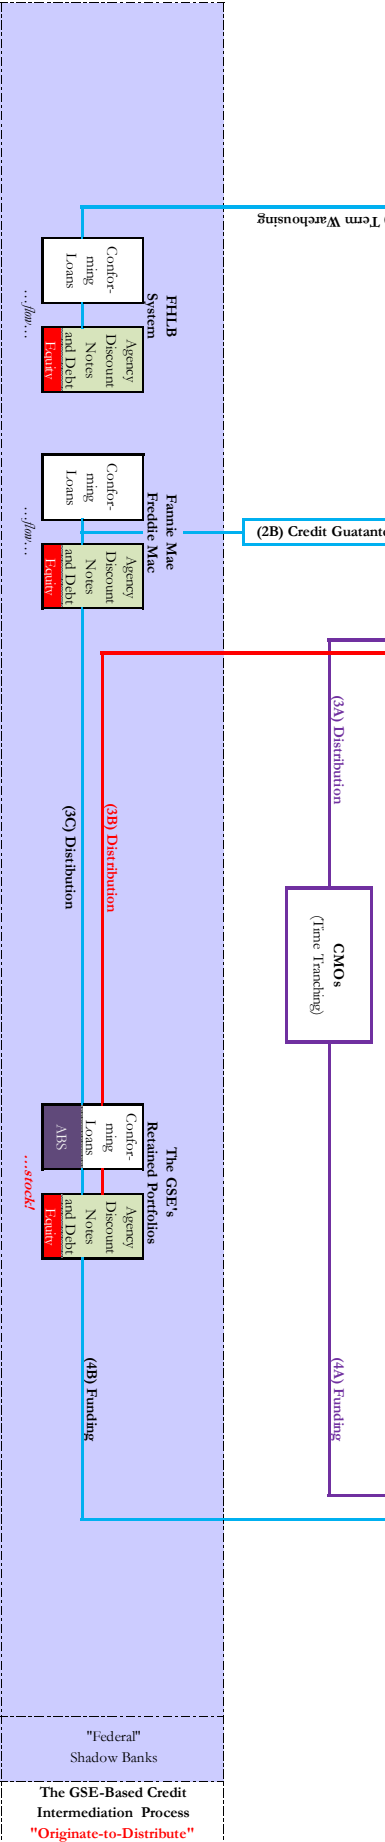 Term Warehousing
FHLB
System
Confor-
ming
Loans
Agency
Discount
Notes
and Debt
Equity
…flow…
Fannie Mae
Freddie Mac
Confor-
ming
Loans
Agency
Discount
Notes
and Debt
Equity
…flow…
(2B) Credit Guatante
(3A) Distribution
(3B) Distribution
(3C) Distibution
CMOs
(Time Tranching)
The GSE's
Retained Portfolios
Confor-
ming
Loans
ABS
Agency
Discount
Notes
and Debt
Equity
…stock!
(4A) Funding
(4B) Funding
"Federal"
Shadow Banks
The GSE-Based Credit
Intermediation Process
"Originate-to-Distribute"